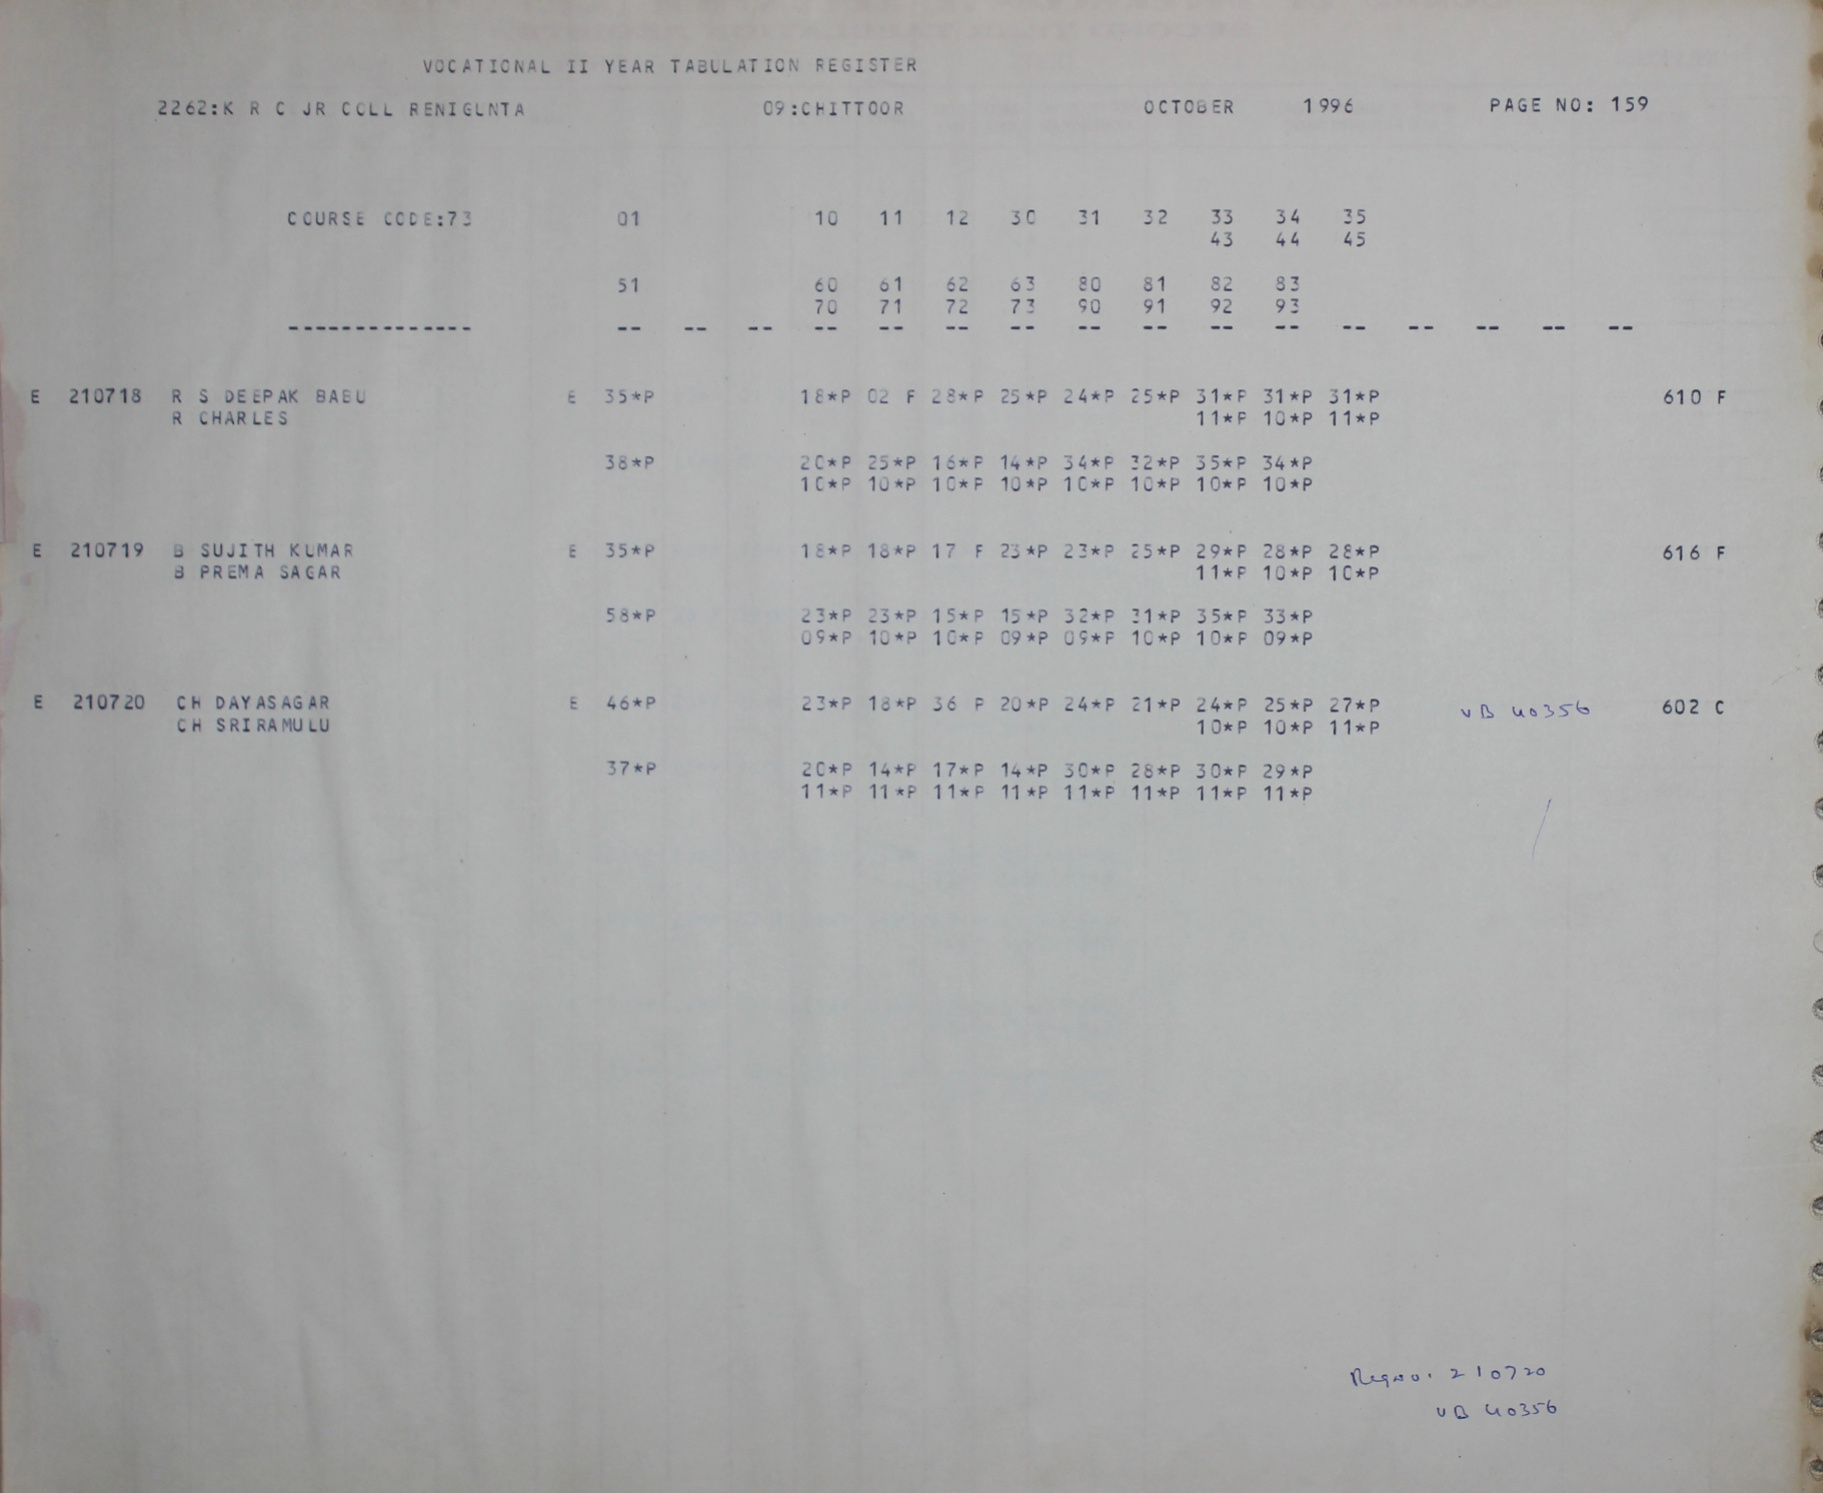 VOCATIONAL II YEAR TABULATION REGISTER
2262:K R C JR COLL RENIGUNTA 09:CHITTOOR OCTOBER 1996 PAGE NO: 159
COURSE CODE:73 01 10 11 12 30 31 32 33 34 35
43 44 45
51 60 61 62 63 80 81 82 83
70 71 72 73 90 91 92 93
-------------- -- -- -- -- -- -- -- -- -- -- -- -- -- -- -- --
E 210718 R S DEEPAK BABU E 35*P 18*P 02 F 28*P 25*P 24*P 25*P 31*P 31*P 31*P 610 F
R CHARLES 11*P 10*P 11*P
38*P 20*P 25*P 16*P 14*P 34*P 32*P 35*P 34*P
10*P 10*P 10*P 10*P 10*P 10*P 10*P 10*P
E 210719 B SUJITH KUMAR E 35*P 18*P 18*P 17 F 23*P 23*P 25*P 29*P 28*P 28*P 616 F
B PREMA SAGAR 11*P 10*P 10*P
58*P 23*P 23*P 15*P 15*P 32*P 31*P 35*P 33*P
09*P 10*P 10*P 09*P 09*P 10*P 10*P 09*P
E 210720 CH DAYASAGAR E 46*P 23*P 18*P 36 P 20*P 24*P 21*P 24*P 25*P 27*P VB 40356 602 C
CH SRIRAMULU 10*P 10*P 11*P
37*P 20*P 14*P 17*P 14*P 30*P 28*P 30*P 29*P
11*P 11*P 11*P 11*P 11*P 11*P 11*P 11*P
Regno. 210720
VB 40356